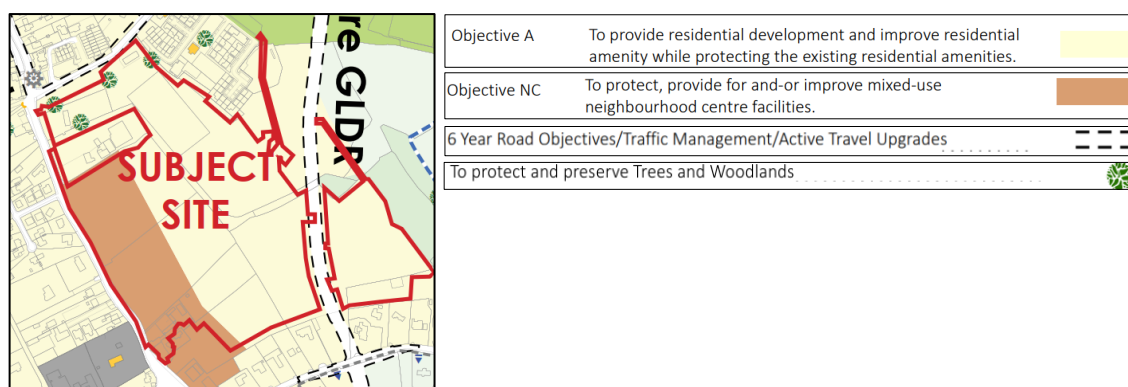 re GLDR
SUBJECT
SITE
Objective A
To provide residential development and improve residential
amenity while protecting the existing residential amenities.
Objective NC
To protect, provide for and-or improve mixed-use
neighbourhood centre facilities.
6 Year Road Objectives/Traffic Management/Active Travel Upgrades
To protect and preserve Trees and Woodlands